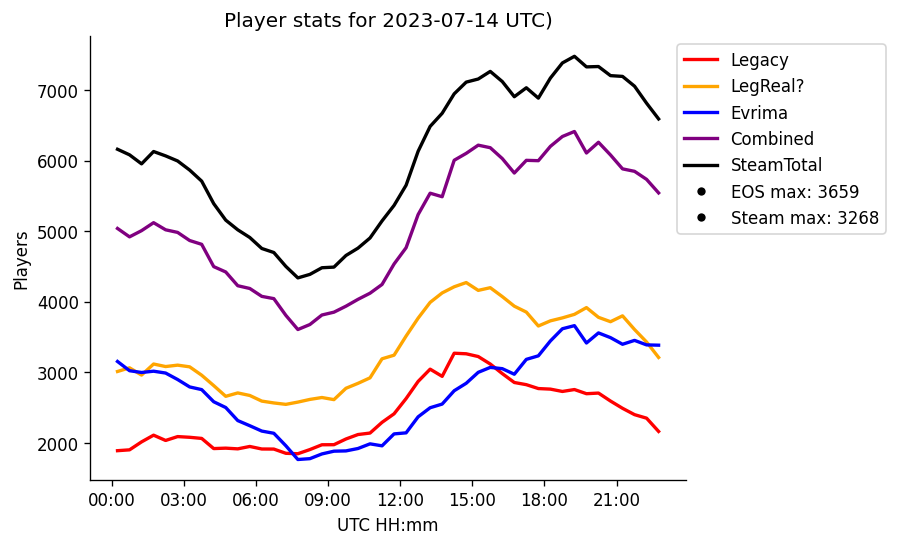 Player stats for 2023-07-14 UTC)
Legacy
LegReal?
Evrima
Combined
SteamTotal
EOS max: 3659
Steam max: 3268
Players
7000
6000
5000
4000
3000
2000
00:00 03:00 06:00 09:00 12:00 15:00 18:00 21:00
UTC HH:mm